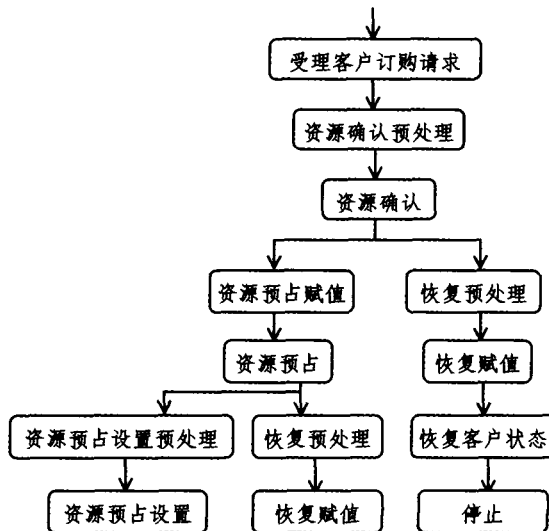 受理客户订购请求
资源确认预处理
资源确认
资源预占赋值
恢复预处理
资源预占
恢复赋值
资源预占设置预处理
恢复预处理
恢复客户状态
资源预占设置
恢复赋值
停止